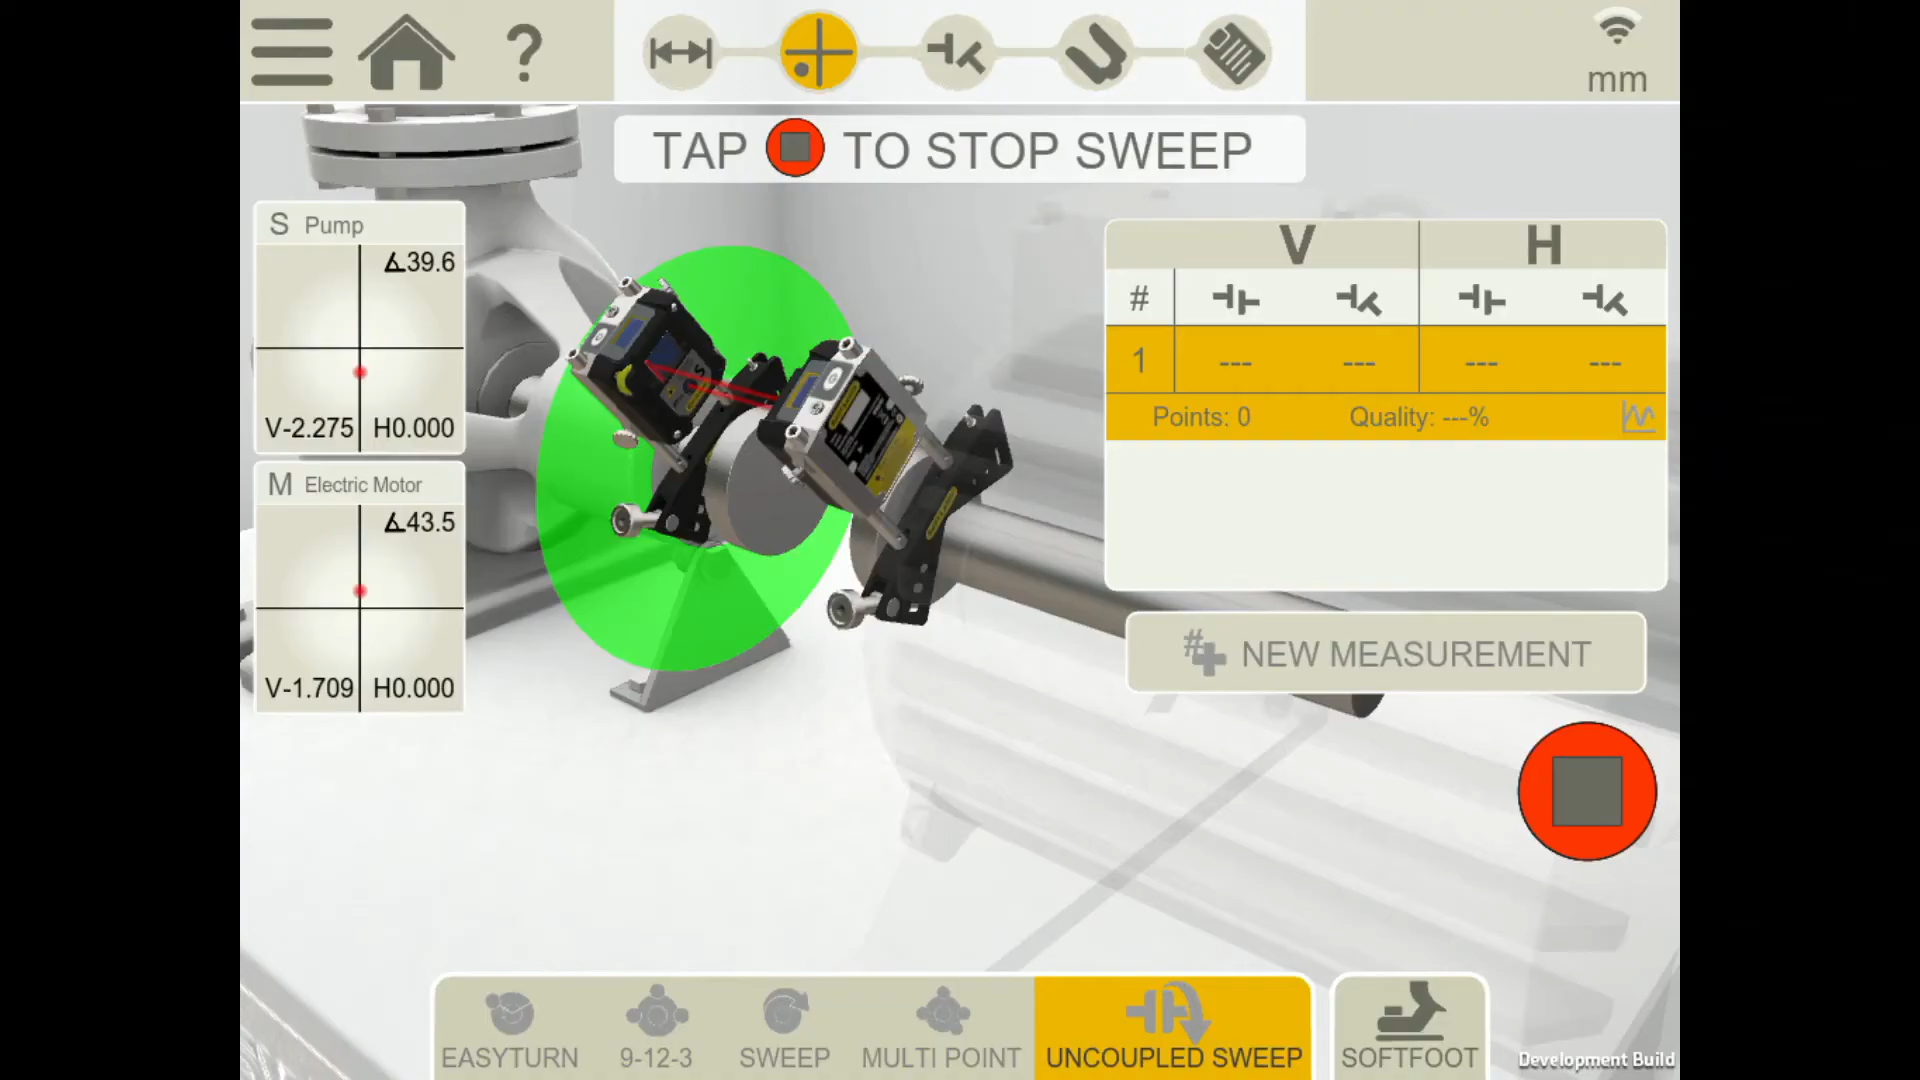 mm
TAP TO STOP SWEEP
S Pump
39.6
V-2.275 H0.000
M Electric Motor
43.5
V-1.709 H0.000
V H
#
1 --- --- --- ---
Points: 0 Quality: ---%
# NEW MEASUREMENT
EASYTURN 9-12-3 SWEEP MULTI POINT UNCOUPLED SWEEP SOFTFOOT
Development Build